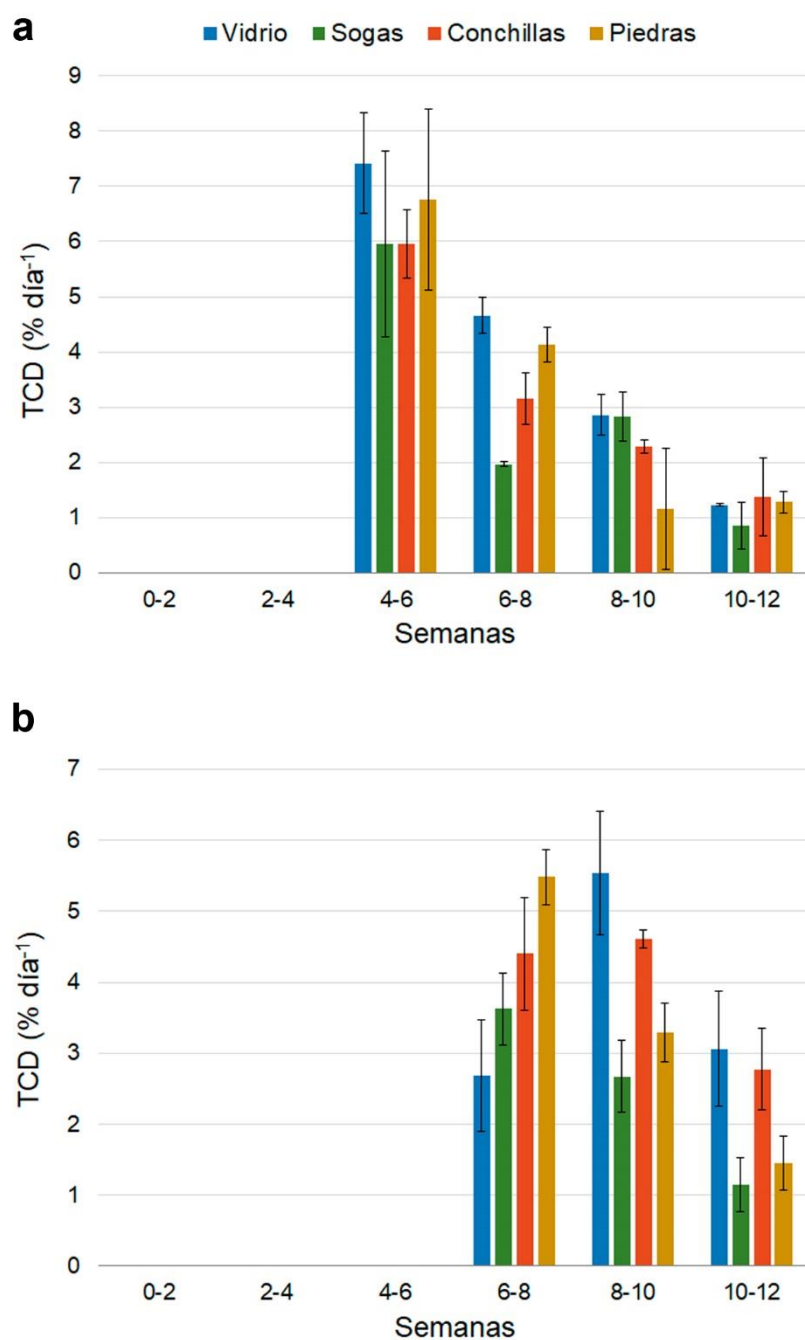 a
Vidrio Sogas Conchillas Piedras
9
8
7
6
5
4
3
2
1
0
TCD (% día⁻¹)
0-2 2-4 4-6 6-8 8-10 10-12
Semanas
b
7
6
5
4
3
2
1
0
TCD (% día⁻¹)
0-2 2-4 4-6 6-8 8-10 10-12
Semanas